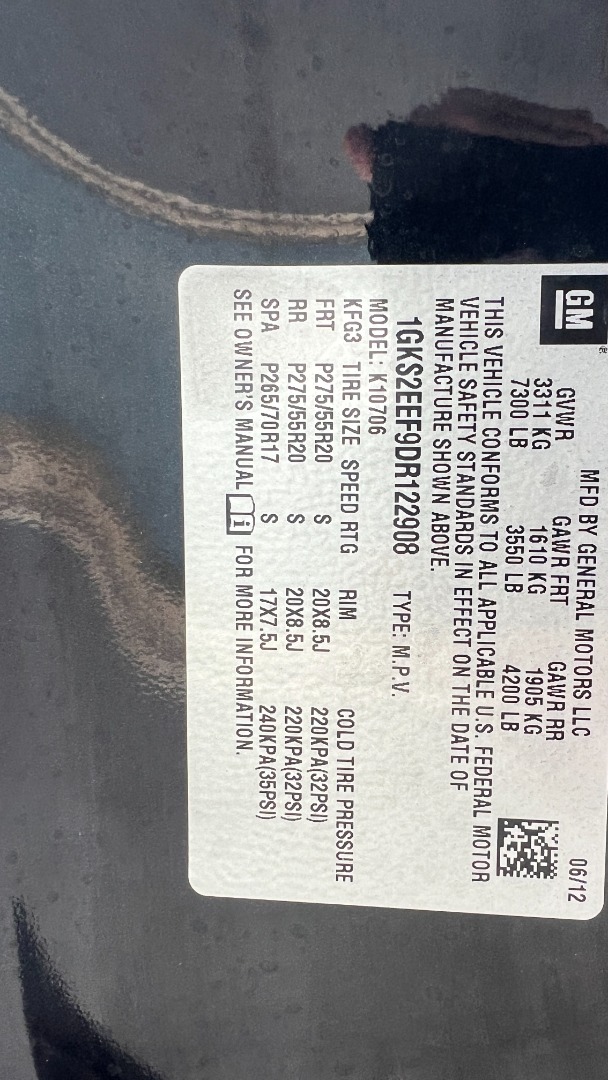 GM
MFD BY GENERAL MOTORS LLC 06/12
GVWR GAWR FRT GAWR RR
3311 KG 1610 KG 1905 KG
7300 LB 3550 LB 4200 LB
THIS VEHICLE CONFORMS TO ALL APPLICABLE U.S. FEDERAL MOTOR
VEHICLE SAFETY STANDARDS IN EFFECT ON THE DATE OF
MANUFACTURE SHOWN ABOVE.
1GKS2EEF9DR122908 TYPE: M.P.V.
MODEL: K10706
KFG3 TIRE SIZE SPEED RTG RIM COLD TIRE PRESSURE
FRT P275/55R20 S 20X8.5J 220KPA(32PSI)
RR P275/55R20 S 20X8.5J 220KPA(32PSI)
SPA P265/70R17 S 17X7.5J 240KPA(35PSI)
SEE OWNER'S MANUAL i FOR MORE INFORMATION.